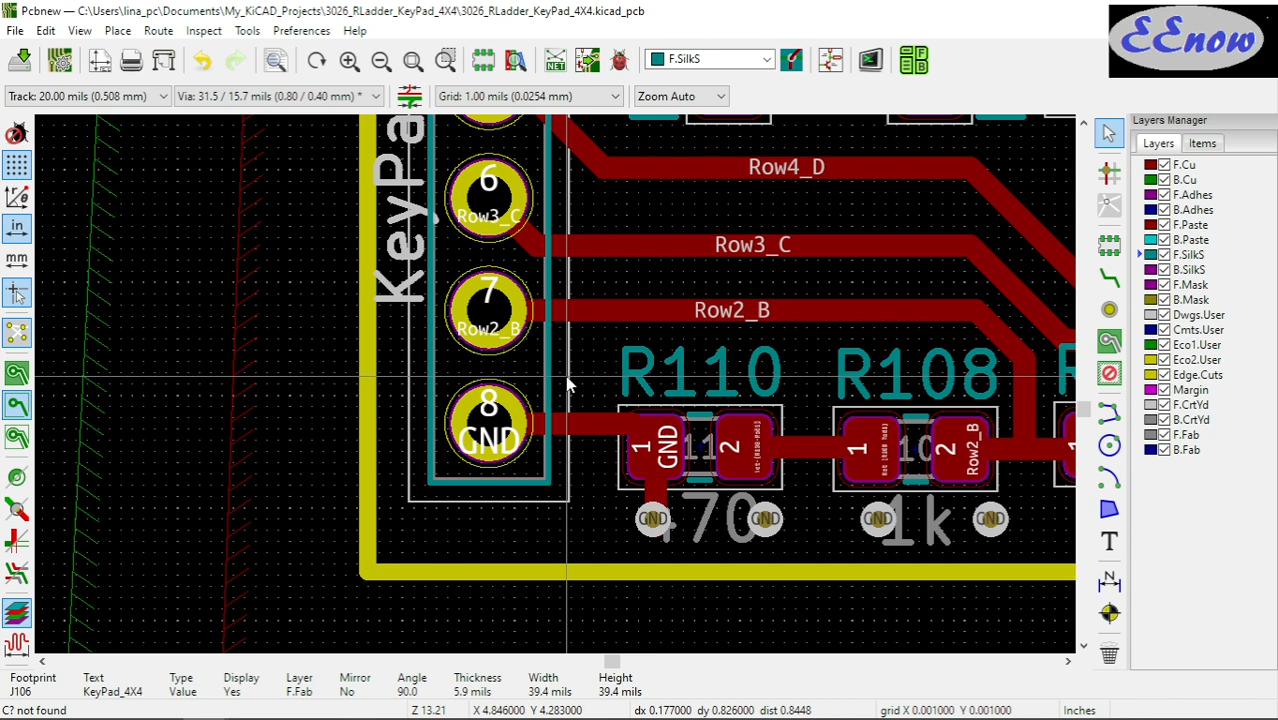 Pcbnew — C:\Users\lina_pc\Documents\My_KiCAD_Projects\3026_RLadder_KeyPad_4X4\3026_RLadder_KeyPad_4X4.kicad_pcb
EEnow
File Edit View Place Route Inspect Tools Preferences Help
NET
F.SilkS
Track: 20.00 mils (0.508 mm)
Via: 31.5 / 15.7 mils (0.80 / 0.40 mm) *
Grid: 1.00 mils (0.0254 mm)
Zoom Auto
Layers Manager
Layers Items
F.Cu
B.Cu
F.Adhes
B.Adhes
F.Paste
B.Paste
F.SilkS
B.SilkS
F.Mask
B.Mask
Dwgs.User
Cmts.User
Eco1.User
Eco2.User
Edge.Cuts
Margin
F.CrtYd
B.CrtYd
F.Fab
B.Fab
in
mm
KeyPa
6
Row3_C
7
Row2_B
8
GND
Row4_D
Row3_C
Row2_B
R110
R108
1
GND
2
1
2
Row2_B
1
GND
GND
GND
GND
470
1k
T
N
Footprint Text Type Display Layer Mirror Angle Thickness Width Height
J106 KeyPad_4X4 Value Yes F.Fab No 90.0 5.9 mils 39.4 mils 39.4 mils
C? not found
Z 13.21
X 4.846000 Y 4.283000
dx 0.177000 dy 0.826000 dist 0.8448
grid X 0.001000 Y 0.001000
Inches